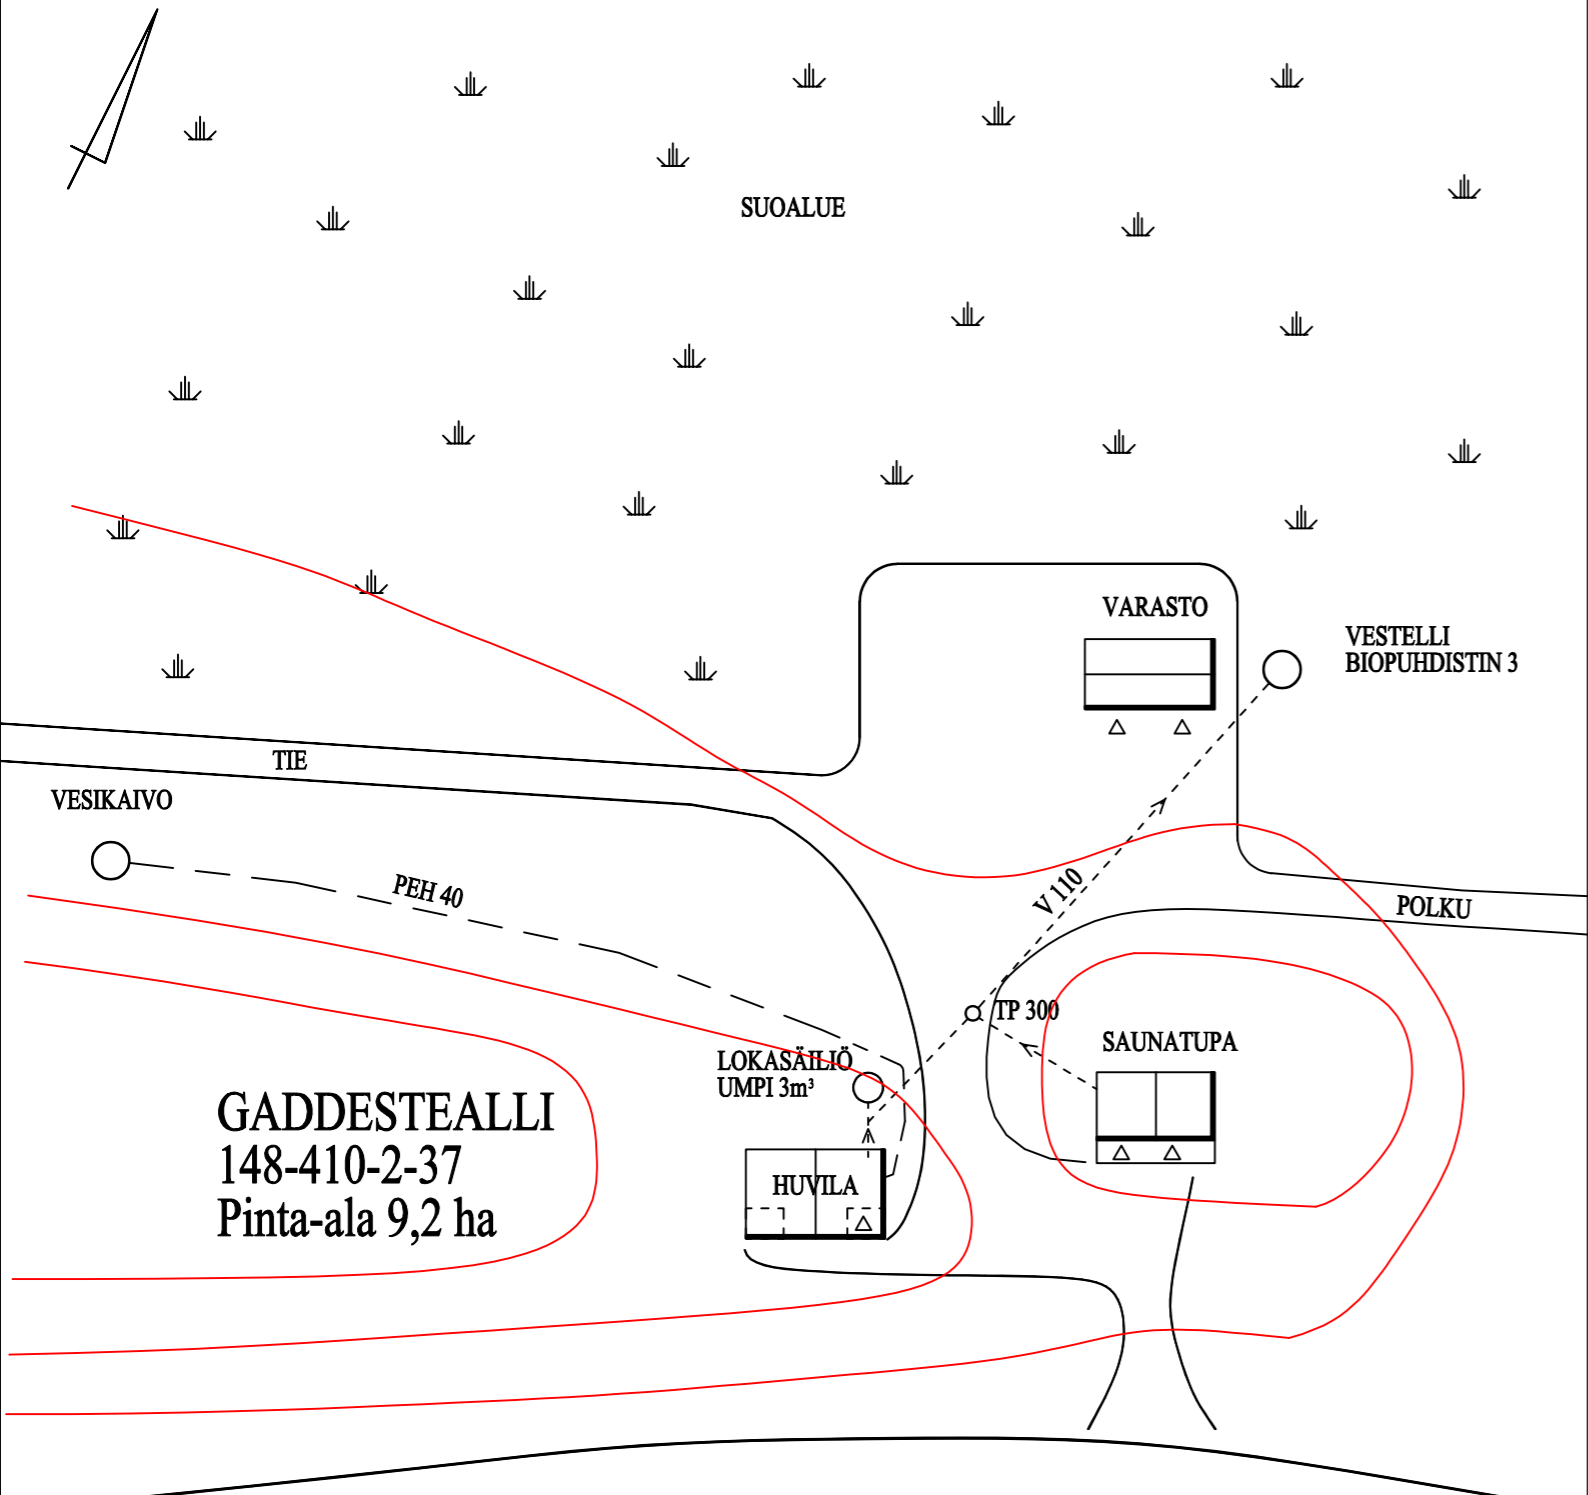 SUOALUE
VARASTO
VESTELLI
BIOPUHDISTIN 3
TIE
VESIKAIVO
PEH 40
V 110
POLKU
TP 300
SAUNATUPA
LOKASÄILIÖ
UMPI 3m³
GADDESTEALLI
148-410-2-37
Pinta-ala 9,2 ha
HUVILA